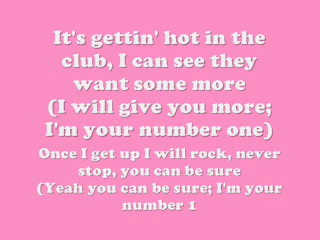 It's gettin' hot in the
club, I can see they
want some more
(I will give you more;
I'm your number one)
Once I get up I will rock, never
stop, you can be sure
(Yeah you can be sure; I'm your
number 1